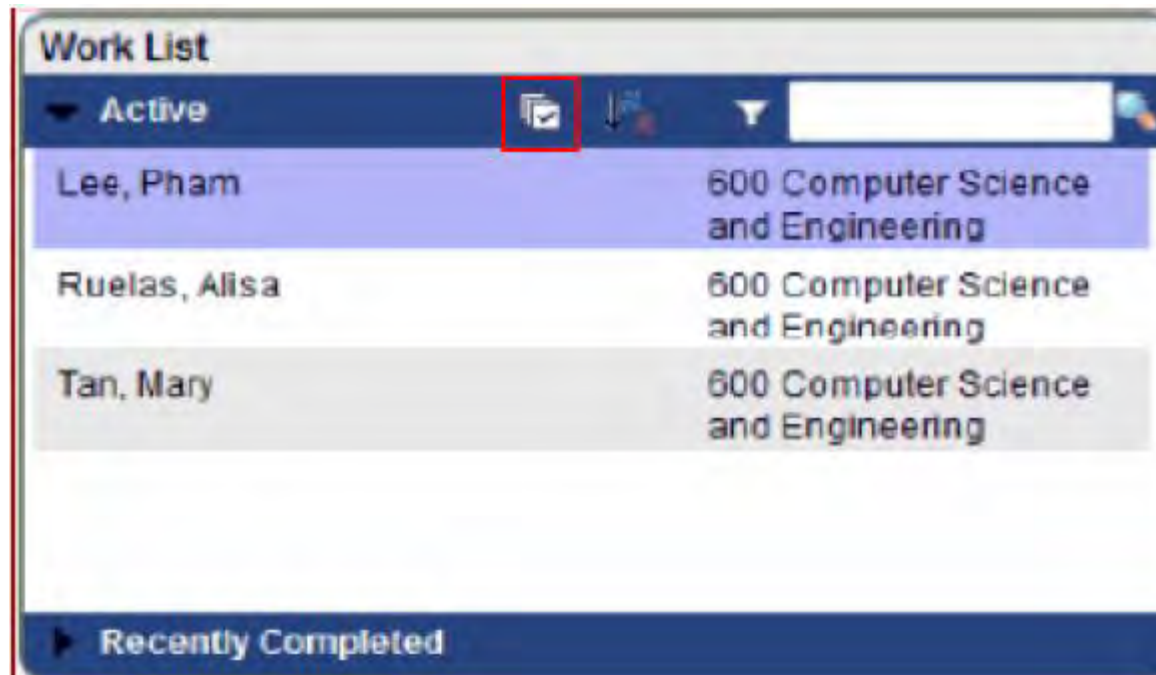 Work List
Active
Lee, Pham 600 Computer Science
and Engineering
Ruelas, Alisa 600 Computer Science
and Engineering
Tan, Mary 600 Computer Science
and Engineering
Recently Completed